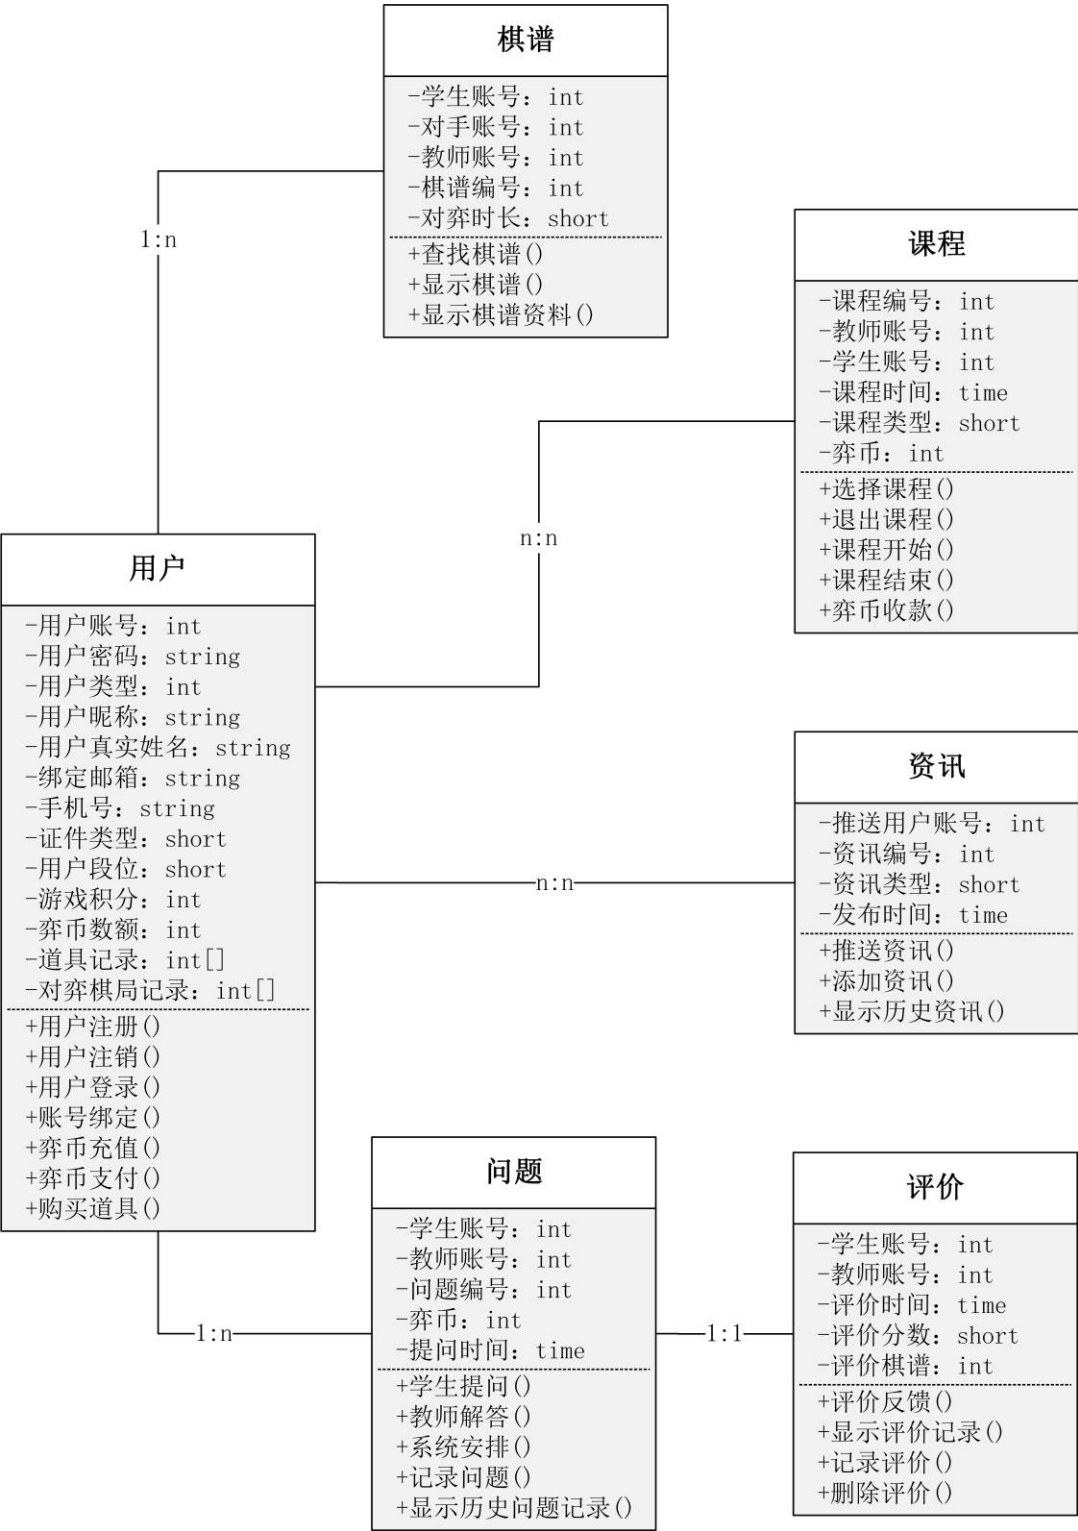 棋谱
-学生账号：int
-对手账号：int
-教师账号：int
-棋谱编号：int
-对弈时长：short
+查找棋谱()
+显示棋谱()
+显示棋谱资料()
1:n
课程
-课程编号：int
-教师账号：int
-学生账号：int
-课程时间：time
-课程类型：short
-弈币：int
+选择课程()
+退出课程()
+课程开始()
+课程结束()
+弈币收款()
n:n
用户
-用户账号：int
-用户密码：string
-用户类型：int
-用户昵称：string
-用户真实姓名：string
-绑定邮箱：string
-手机号：string
-证件类型：short
-用户段位：short
-游戏积分：int
-弈币数额：int
-道具记录：int[]
-对弈棋局记录：int[]
+用户注册()
+用户注销()
+用户登录()
+账号绑定()
+弈币充值()
+弈币支付()
+购买道具()
n:n
资讯
-推送用户账号：int
-资讯编号：int
-资讯类型：short
-发布时间：time
+推送资讯()
+添加资讯()
+显示历史资讯()
1:n
问题
-学生账号：int
-教师账号：int
-问题编号：int
-弈币：int
-提问时间：time
+学生提问()
+教师解答()
+系统安排()
+记录问题()
+显示历史问题记录()
1:1
评价
-学生账号：int
-教师账号：int
-评价时间：time
-评价分数：short
-评价棋谱：int
+评价反馈()
+显示评价记录()
+记录评价()
+删除评价()